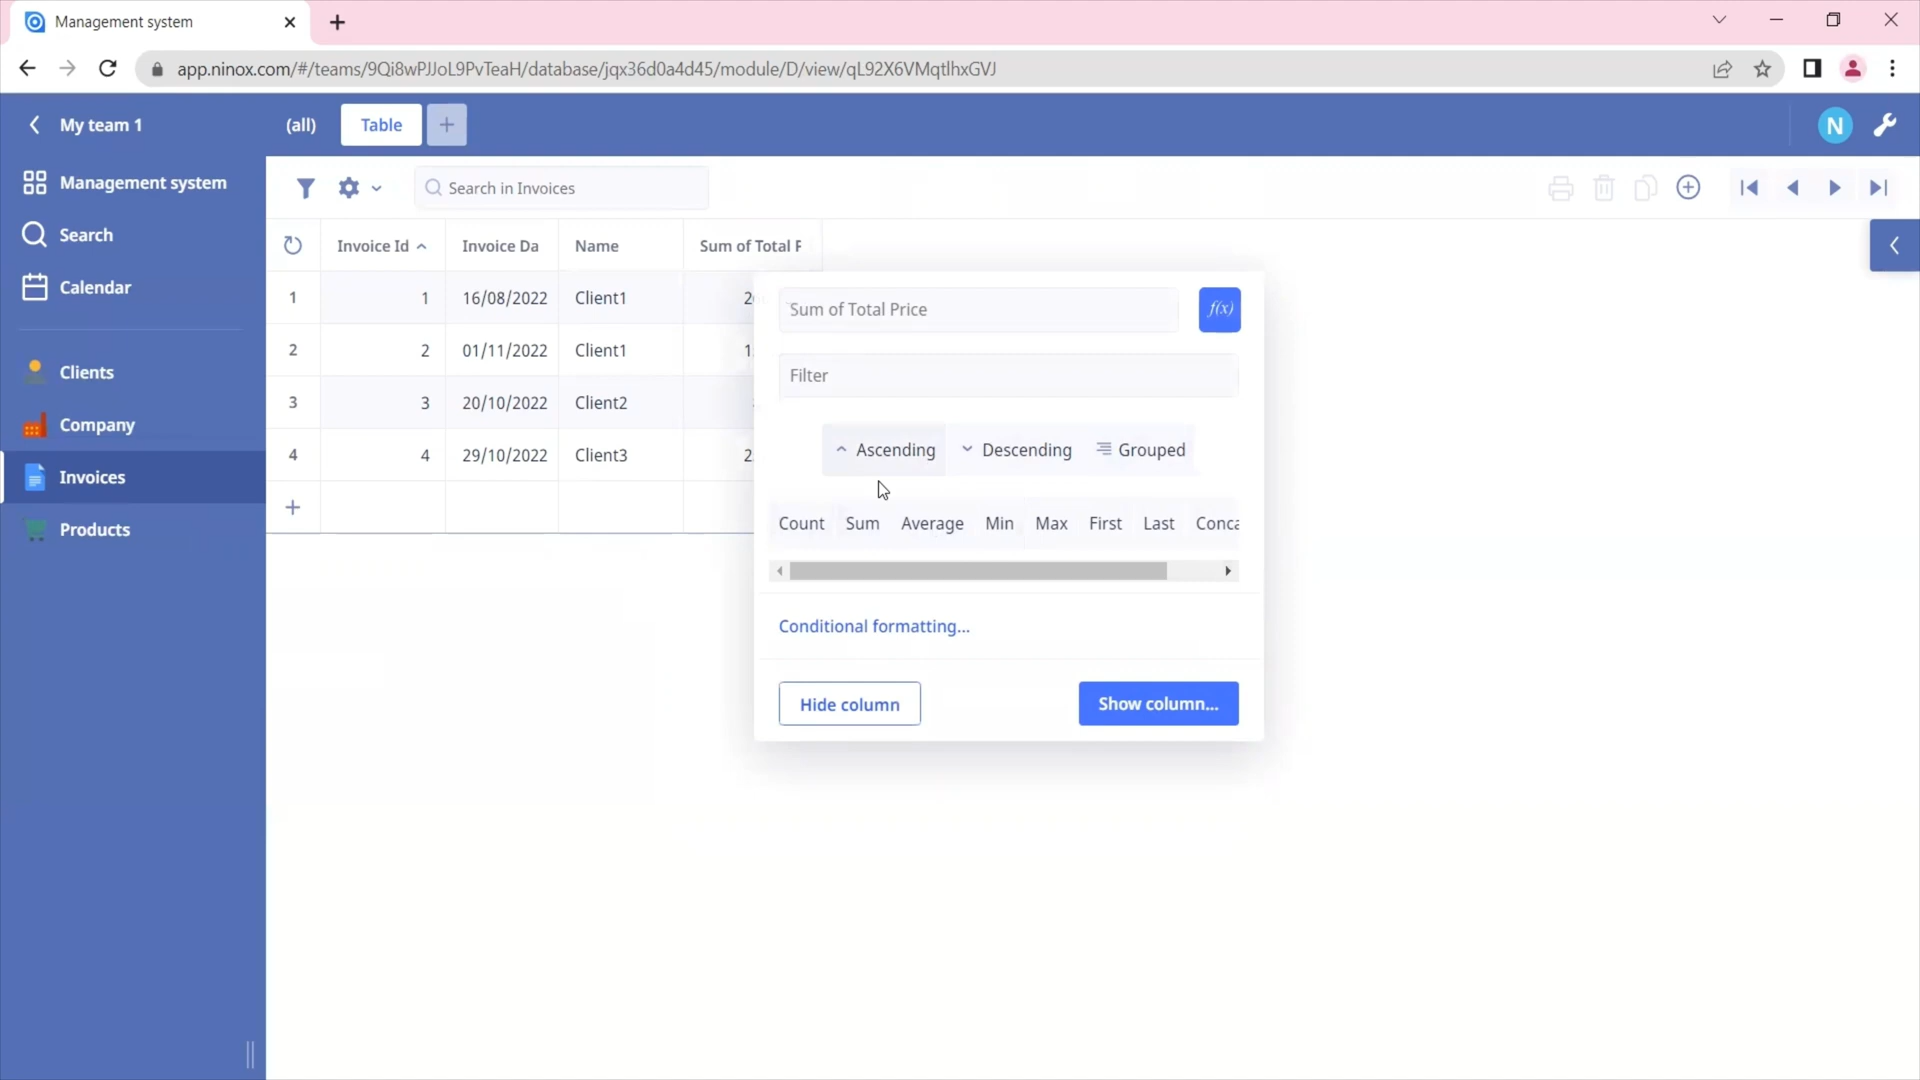 Management system
app.ninox.com/#/teams/9Qi8wPJJoL9PvTeaH/database/jqx36d0a4d45/module/D/view/qL92X6VMqtlhxGVJ
My team 1
(all)
Table
N
Management system
Search
Calendar
Clients
Company
Invoices
Products
Search in Invoices
Invoice Id
Invoice Da
Name
Sum of Total P
1 1 16/08/2022 Client1
2 2 01/11/2022 Client1
3 3 20/10/2022 Client2
4 4 29/10/2022 Client3
Sum of Total Price
f(x)
Filter
Ascending
Descending
Grouped
Count Sum Average Min Max First Last Conca
Conditional formatting...
Hide column
Show column...